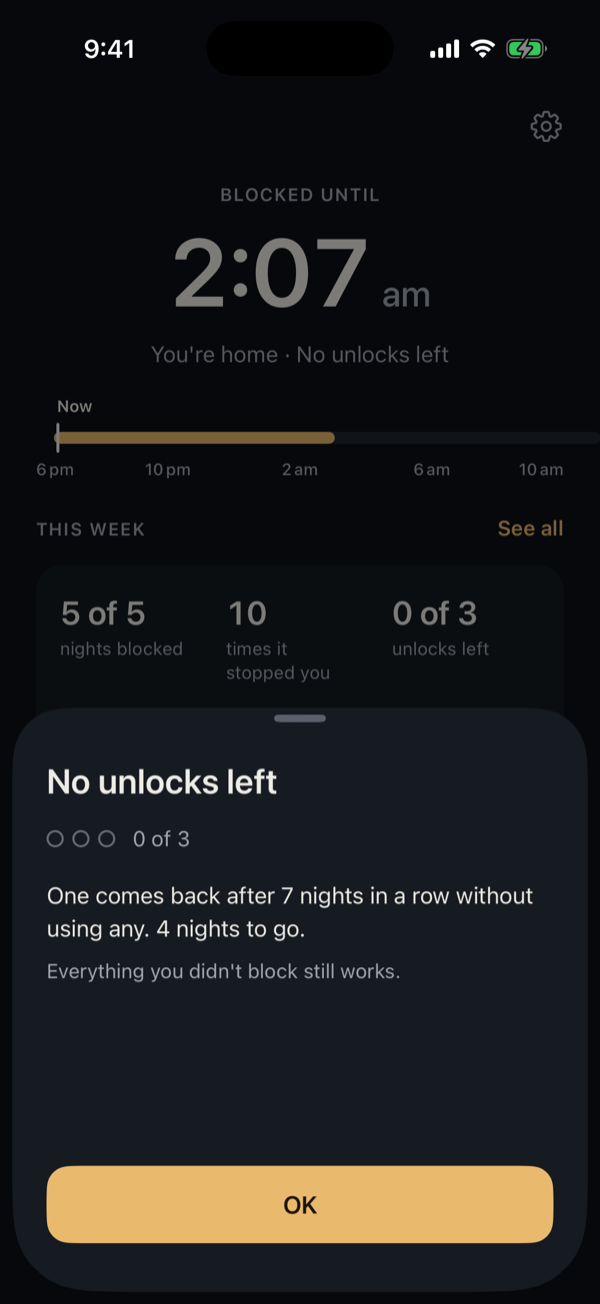 9:41
BLOCKED UNTIL
2:07 am
You're home · No unlocks left
Now
6 pm 10 pm 2 am 6 am 10 am
THIS WEEK See all
5 of 5 10 0 of 3
nights blocked times it unlocks left
stopped you
No unlocks left
0 of 3
One comes back after 7 nights in a row without
using any. 4 nights to go.
Everything you didn't block still works.
OK